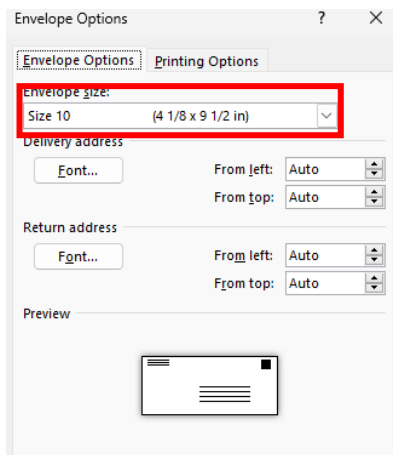 Envelope Options ? ×
Envelope Options Printing Options
Envelope size:
Size 10 (4 1/8 x 9 1/2 in)
Delivery address
Font... From left: Auto
From top: Auto
Return address
Font... From left: Auto
From top: Auto
Preview